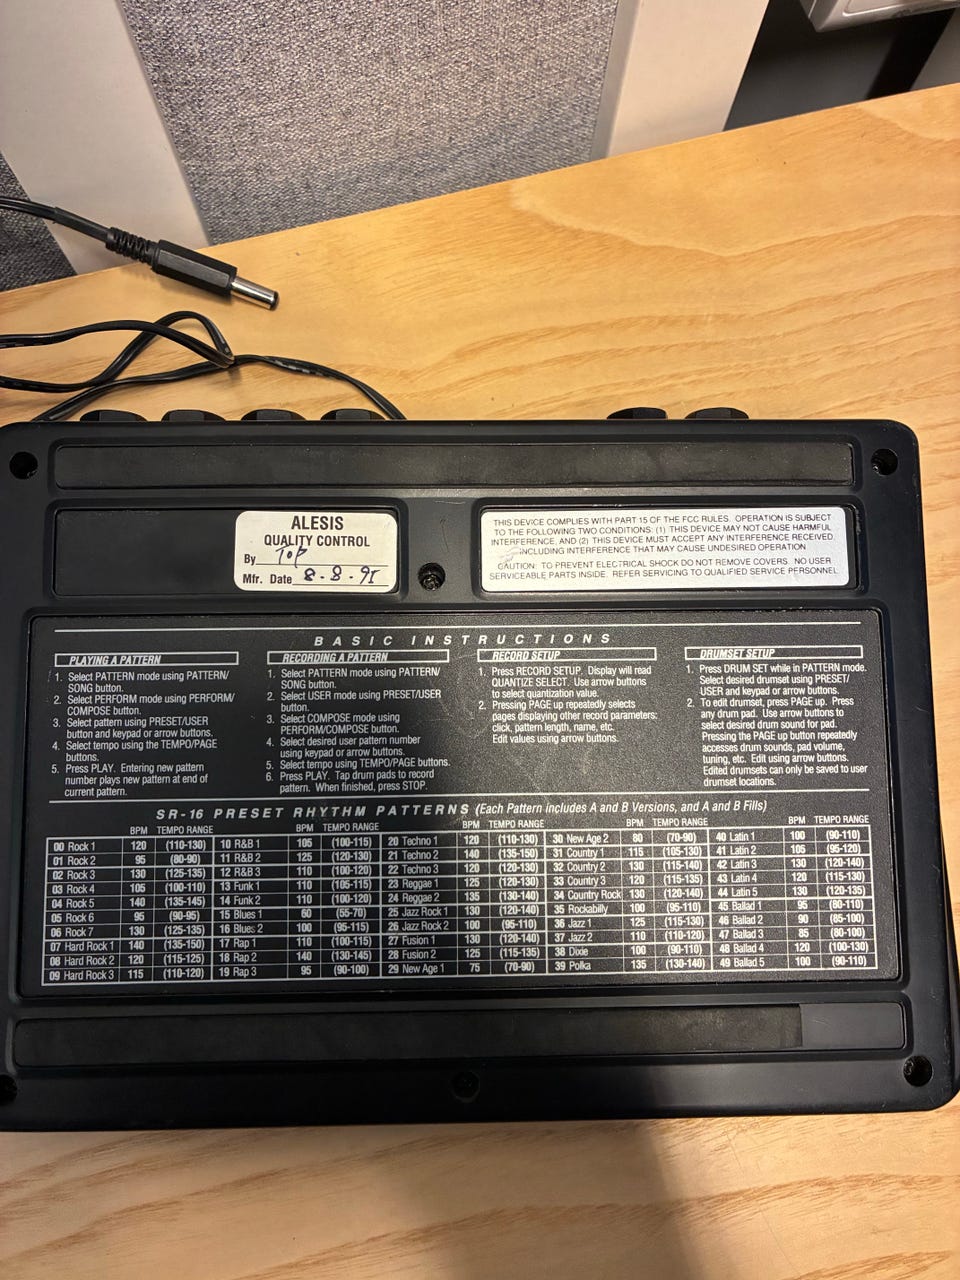 ALESIS
QUALITY CONTROL
By Top
Mfr. Date 8-8-91
THIS DEVICE COMPLIES WITH PART 15 OF THE FCC RULES. OPERATION IS SUBJECT
TO THE FOLLOWING TWO CONDITIONS: (1) THIS DEVICE MAY NOT CAUSE HARMFUL
INTERFERENCE, AND (2) THIS DEVICE MUST ACCEPT ANY INTERFERENCE RECEIVED,
INCLUDING INTERFERENCE THAT MAY CAUSE UNDESIRED OPERATION
CAUTION: TO PREVENT ELECTRICAL SHOCK DO NOT REMOVE COVERS. NO USER
SERVICEABLE PARTS INSIDE. REFER SERVICING TO QUALIFIED SERVICE PERSONNEL
BASIC INSTRUCTIONS
PLAYING A PATTERN
1. Select PATTERN mode using PATTERN/
SONG button.
2. Select PERFORM mode using PERFORM/
COMPOSE button.
3. Select pattern using PRESET/USER
button and keypad or arrow buttons.
4. Select tempo using the TEMPO/PAGE
buttons.
5. Press PLAY. Entering new pattern
number plays new pattern at end of
current pattern.
RECORDING A PATTERN
1. Select PATTERN mode using PATTERN/
SONG button.
2. Select USER mode using PRESET/USER
button.
3. Select COMPOSE mode using
PERFORM/COMPOSE button.
4. Select desired user pattern number
using keypad or arrow buttons.
5. Select tempo using TEMPO/PAGE buttons.
6. Press PLAY. Tap drum pads to record
pattern. When finished, press STOP.
RECORD SETUP
1. Press RECORD SETUP. Display will read
QUANTIZE SELECT. Use arrow buttons
to select quantization value.
2. Pressing PAGE up repeatedly selects
pages displaying other record parameters:
click, pattern length, name, etc.
Edit values using arrow buttons.
DRUMSET SETUP
1. Press DRUM SET while in PATTERN mode.
Select desired drumset using PRESET/
USER and keypad or arrow buttons.
2. To edit drumset, press PAGE up. Press
any drum pad. Use arrow buttons to
select desired drum sound for pad.
Pressing the PAGE up button repeatedly
accesses drum sounds, pad volume,
tuning, etc. Edit using arrow buttons.
Edited drumsets can only be saved to user
drumset locations.
SR-16 PRESET RHYTHM PATTERNS (Each Pattern includes A and B Versions, and A and B Fills)
BPM TEMPO RANGE
00 Rock 1 120 (110-130)
01 Rock 2 95 (80-90)
02 Rock 3 130 (125-135)
03 Rock 4 105 (100-110)
04 Rock 5 140 (135-145)
05 Rock 6 95 (90-95)
06 Rock 7 130 (125-135)
07 Hard Rock 1 140 (135-150)
08 Hard Rock 2 120 (115-125)
09 Hard Rock 3 115 (110-120)
BPM TEMPO RANGE
10 R&B 1 105 (100-115)
11 R&B 2 125 (120-130)
12 R&B 3 110 (100-120)
13 Funk 1 110 (105-115)
14 Funk 2 110 (100-120)
15 Blues 1 60 (55-70)
16 Blues 2 100 (95-115)
17 Rap 1 110 (100-115)
18 Rap 2 140 (130-145)
19 Rap 3 95 (90-100)
BPM TEMPO RANGE
20 Techno 1 120 (110-130)
21 Techno 2 140 (135-150)
22 Techno 3 120 (120-130)
23 Reggae 1 125 (120-130)
24 Reggae 2 135 (130-140)
25 Jazz Rock 1 130 (120-140)
26 Jazz Rock 2 100 (95-110)
27 Fusion 1 130 (120-140)
28 Fusion 2 125 (115-135)
29 New Age 1 75 (70-90)
BPM TEMPO RANGE
30 New Age 2 80 (70-90)
31 Country 1 115 (105-130)
32 Country 2 130 (115-140)
33 Country 3 120 (115-130)
34 Country Rock 130 (120-140)
35 Rockabilly 100 (95-110)
36 Jazz 1 125 (115-130)
37 Jazz 2 110 (110-120)
38 Dixie 100 (90-110)
39 Polka 135 (130-140)
BPM TEMPO RANGE
40 Latin 1 100 (90-110)
41 Latin 2 105 (95-120)
42 Latin 3 130 (120-140)
43 Latin 4 120 (115-130)
44 Latin 5 130 (120-135)
45 Ballad 1 95 (80-110)
46 Ballad 2 90 (85-100)
47 Ballad 3 85 (80-100)
48 Ballad 4 120 (100-130)
49 Ballad 5 100 (90-110)